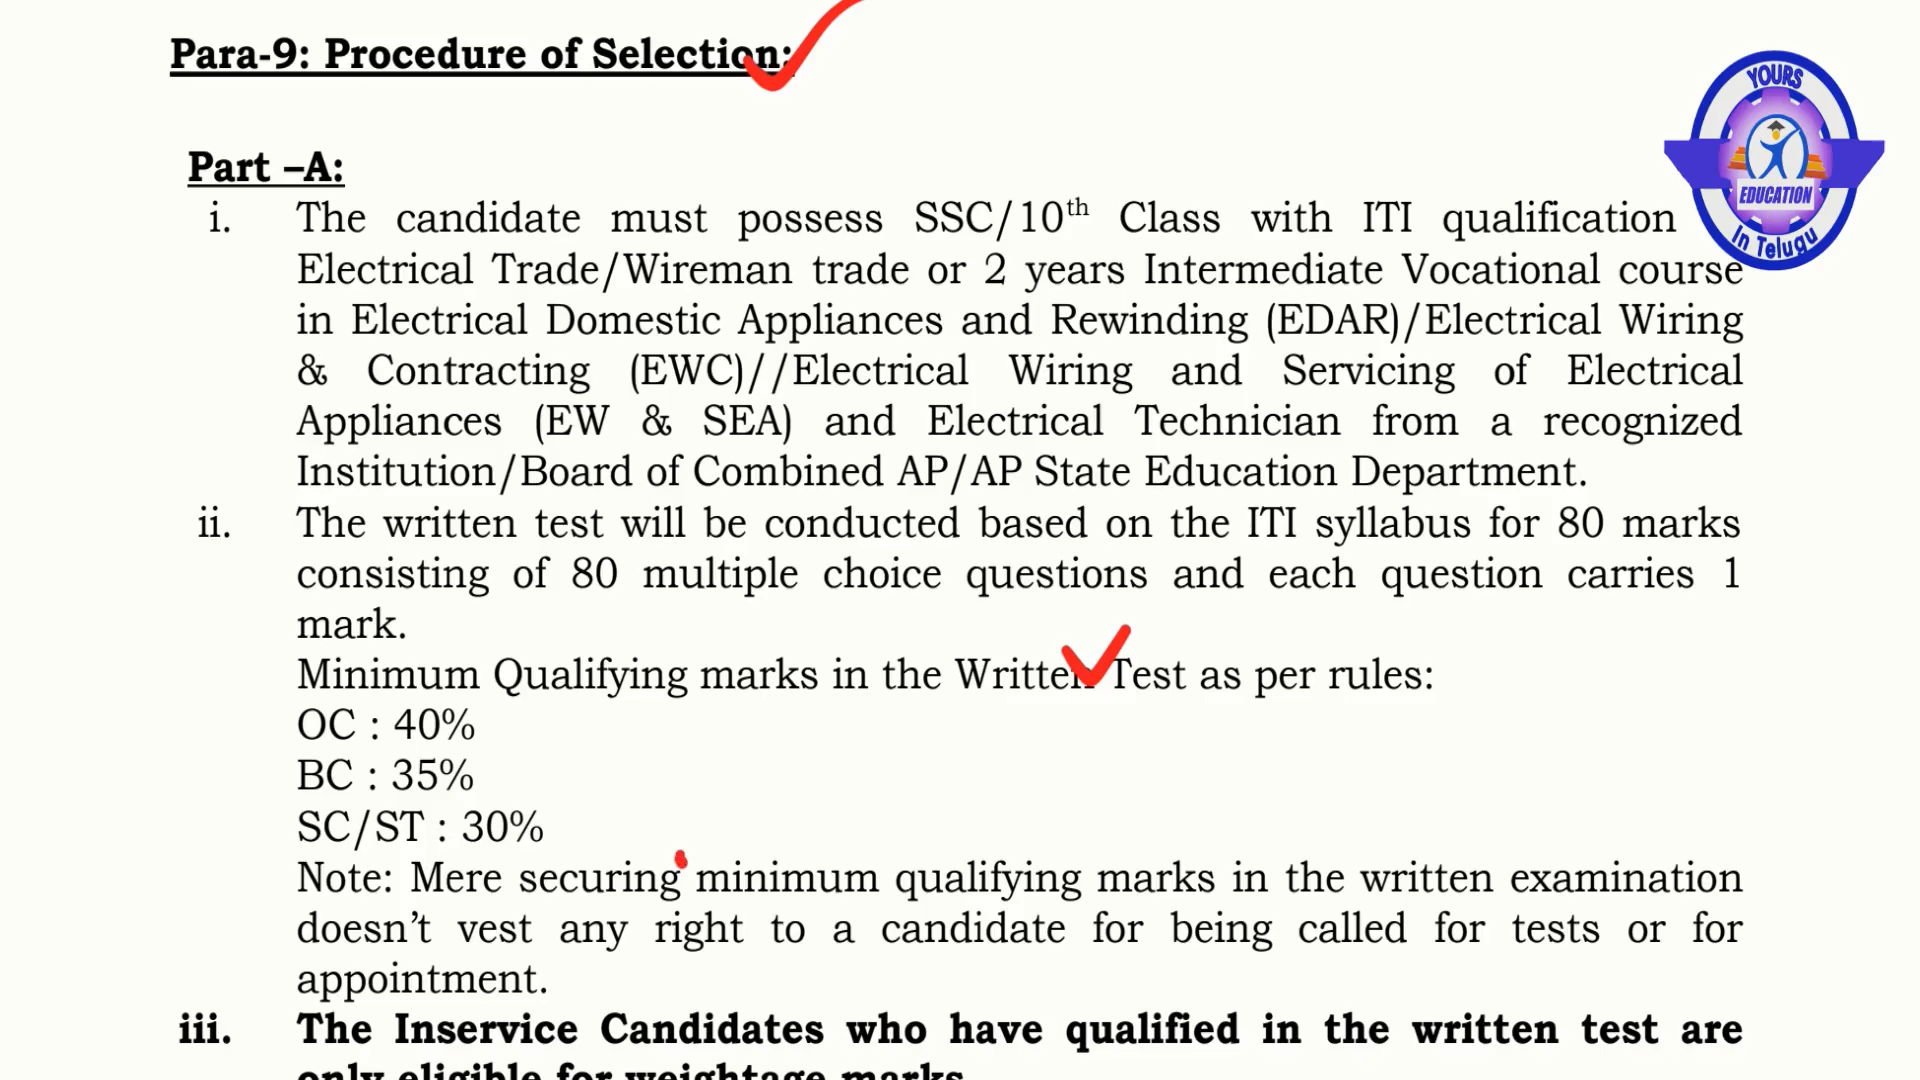 Para-9: Procedure of Selection:
YOURS
EDUCATION
In Telugu
Part –A:
i. The candidate must possess SSC/10th Class with ITI qualification
Electrical Trade/Wireman trade or 2 years Intermediate Vocational course
in Electrical Domestic Appliances and Rewinding (EDAR)/Electrical Wiring
& Contracting (EWC)//Electrical Wiring and Servicing of Electrical
Appliances (EW & SEA) and Electrical Technician from a recognized
Institution/Board of Combined AP/AP State Education Department.
ii. The written test will be conducted based on the ITI syllabus for 80 marks
consisting of 80 multiple choice questions and each question carries 1
mark.
Minimum Qualifying marks in the Written Test as per rules:
OC : 40%
BC : 35%
SC/ST : 30%
Note: Mere securing minimum qualifying marks in the written examination
doesn’t vest any right to a candidate for being called for tests or for
appointment.
iii. The Inservice Candidates who have qualified in the written test are
only eligible for weightage marks